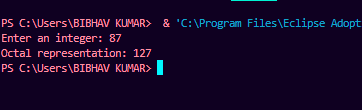 PS C:\Users\BIBHAV KUMAR>  & 'C:\Program Files\Eclipse Adopt
Enter an integer: 87
Octal representation: 127
PS C:\Users\BIBHAV KUMAR>